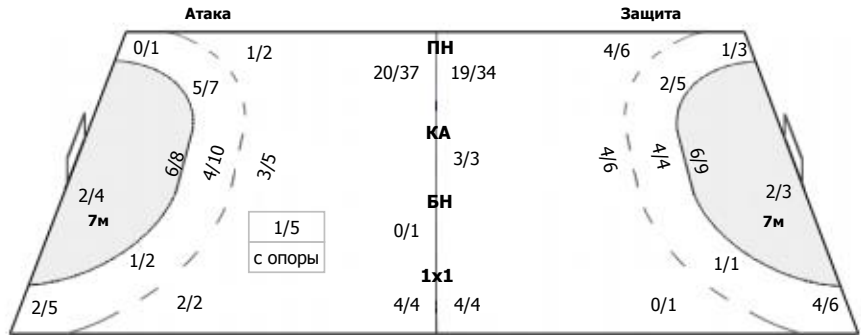 Атака Защита
0/1 1/2 ПН 4/6 1/3
20/37 19/34
5/7 2/5
КА
6/8 4/10 3/5 3/3 4/6 4/4 6/9
2/4 2/3
7м БН 7м
1/5 0/1
с опоры
1/2 1/1
1x1
2/5 2/2 4/4 4/4 0/1 4/6